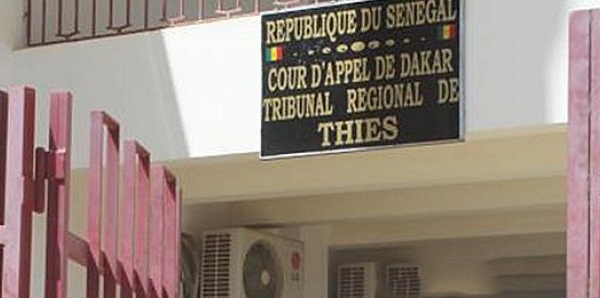 REPUBLIQUE DU SENEGAL
COUR D'APPEL DE DAKAR
TRIBUNAL REGIONAL DE
THIES